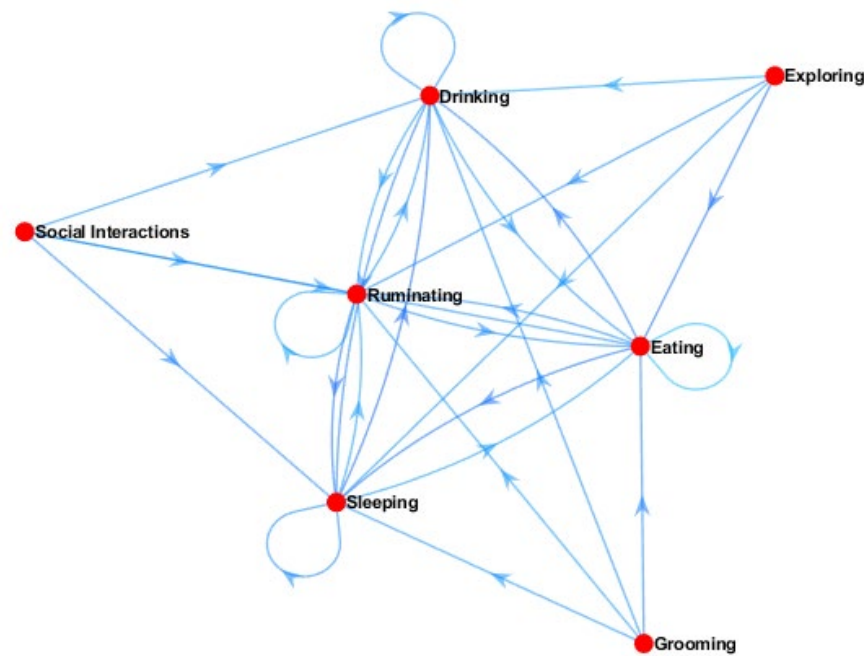 Exploring
Drinking
Social Interactions
Ruminating
Eating
Sleeping
Grooming